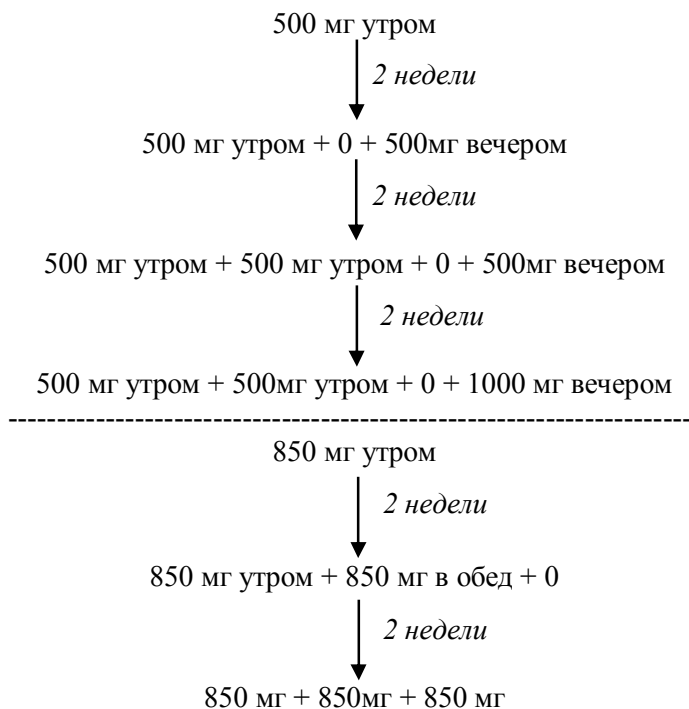 500 мг утром
2 недели
500 мг утром + 0 + 500мг вечером
2 недели
500 мг утром + 500 мг утром + 0 + 500мг вечером
2 недели
500 мг утром + 500мг утром + 0 + 1000 мг вечером
850 мг утром
2 недели
850 мг утром + 850 мг в обед + 0
2 недели
850 мг + 850мг + 850 мг